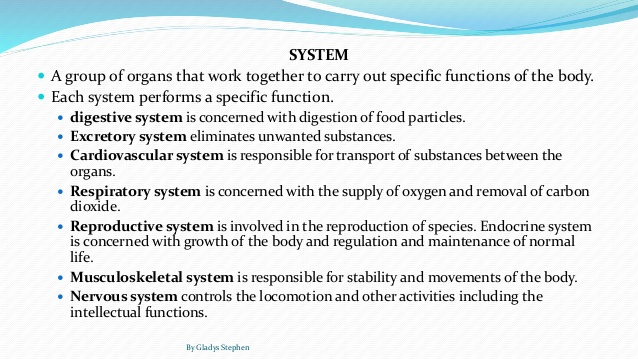 SYSTEM
A group of organs that work together to carry out specific functions of the body.
Each system performs a specific function.
digestive system is concerned with digestion of food particles.
Excretory system eliminates unwanted substances.
Cardiovascular system is responsible for transport of substances between the
organs.
Respiratory system is concerned with the supply of oxygen and removal of carbon
dioxide.
Reproductive system is involved in the reproduction of species. Endocrine system
is concerned with growth of the body and regulation and maintenance of normal
life.
Musculoskeletal system is responsible for stability and movements of the body.
Nervous system controls the locomotion and other activities including the
intellectual functions.
By Gladys Stephen